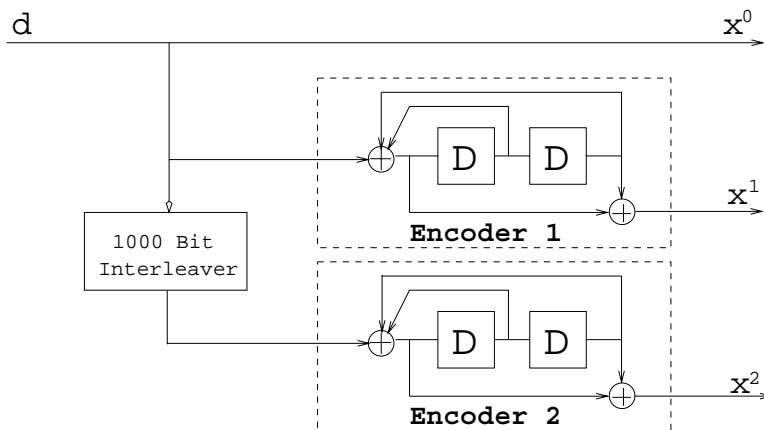 d
x⁰
D D
x¹
Encoder 1
1000 Bit
Interleaver
D D
x²
Encoder 2